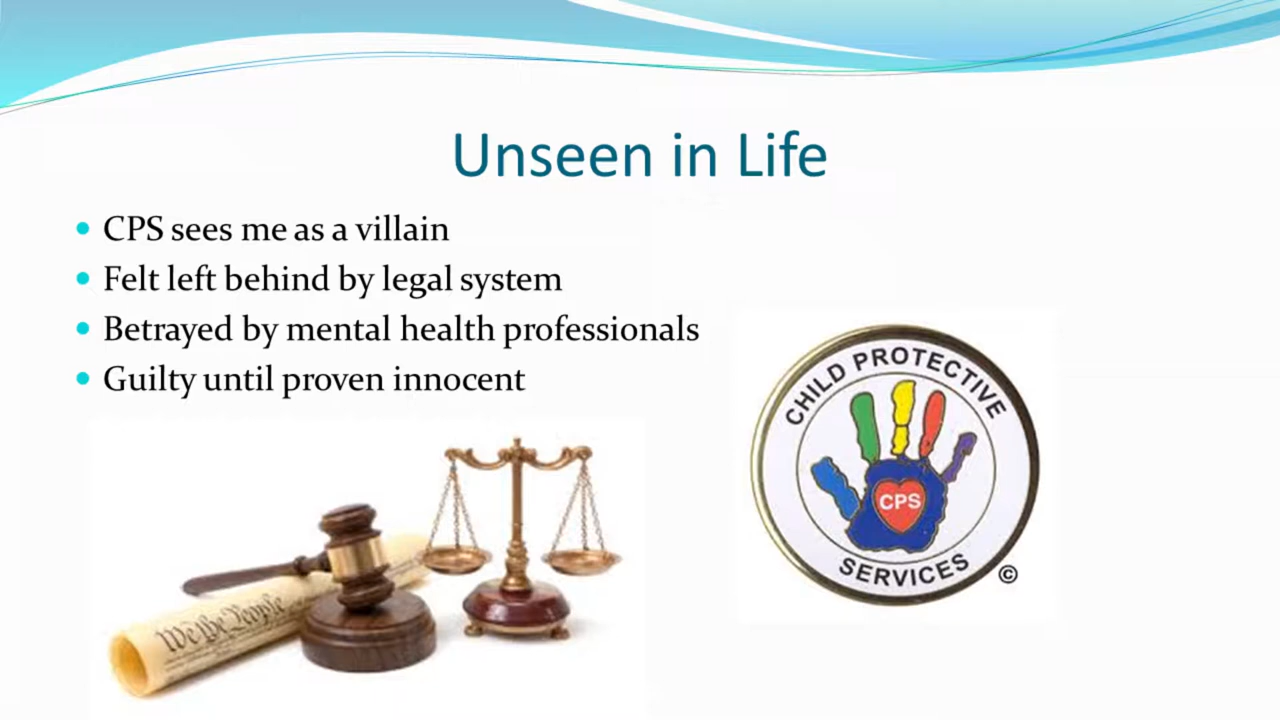 Unseen in Life
CPS sees me as a villain
Felt left behind by legal system
Betrayed by mental health professionals
Guilty until proven innocent
CHILD PROTECTIVE
CPS
SERVICES
©
We the People